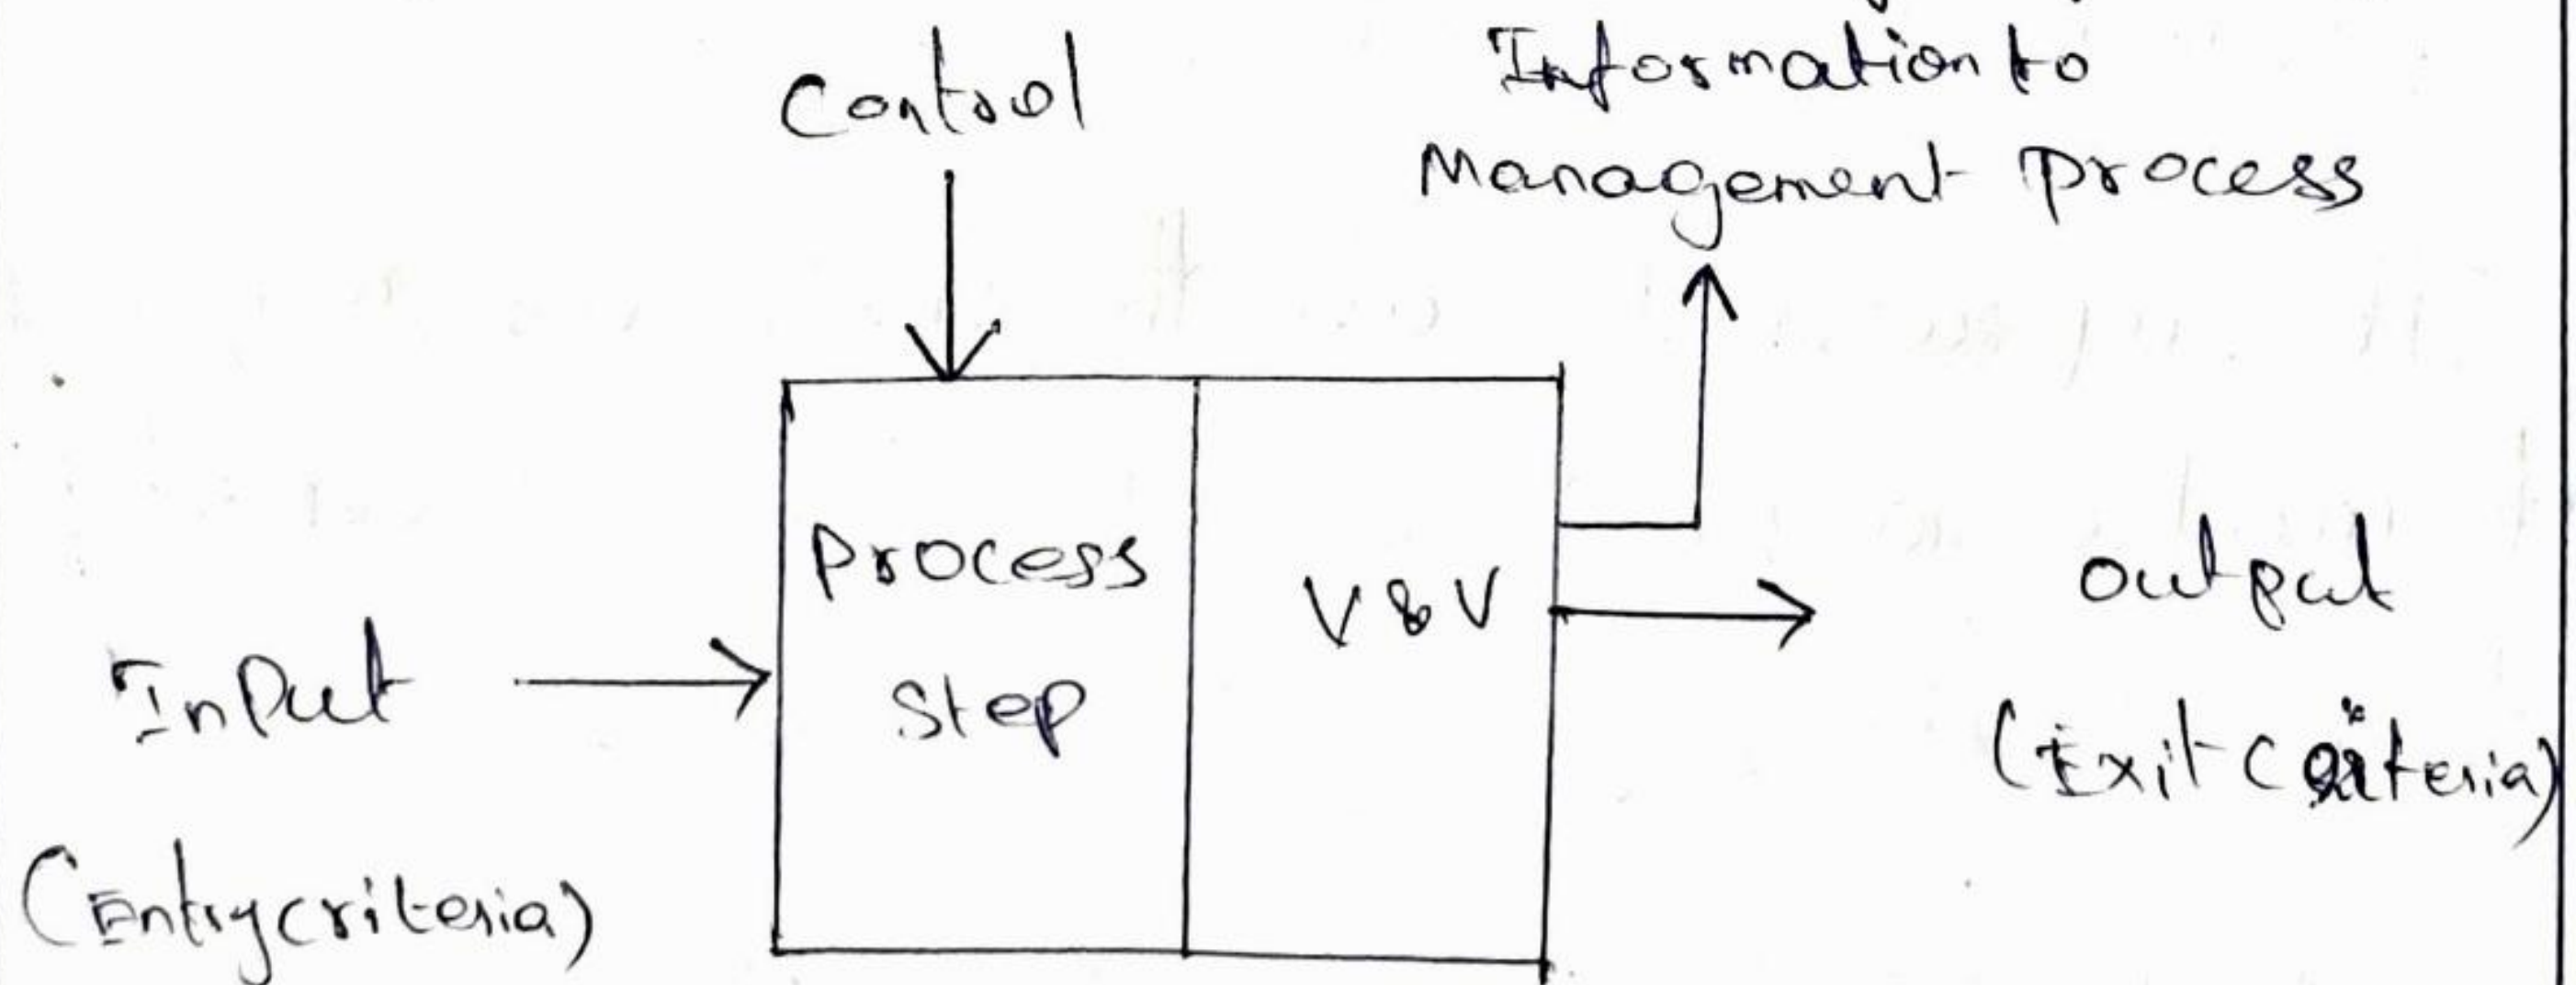 Control
Information to
Management process
Process
Step
V & V
Input
(Entry criteria)
output
(Exit Criteria)